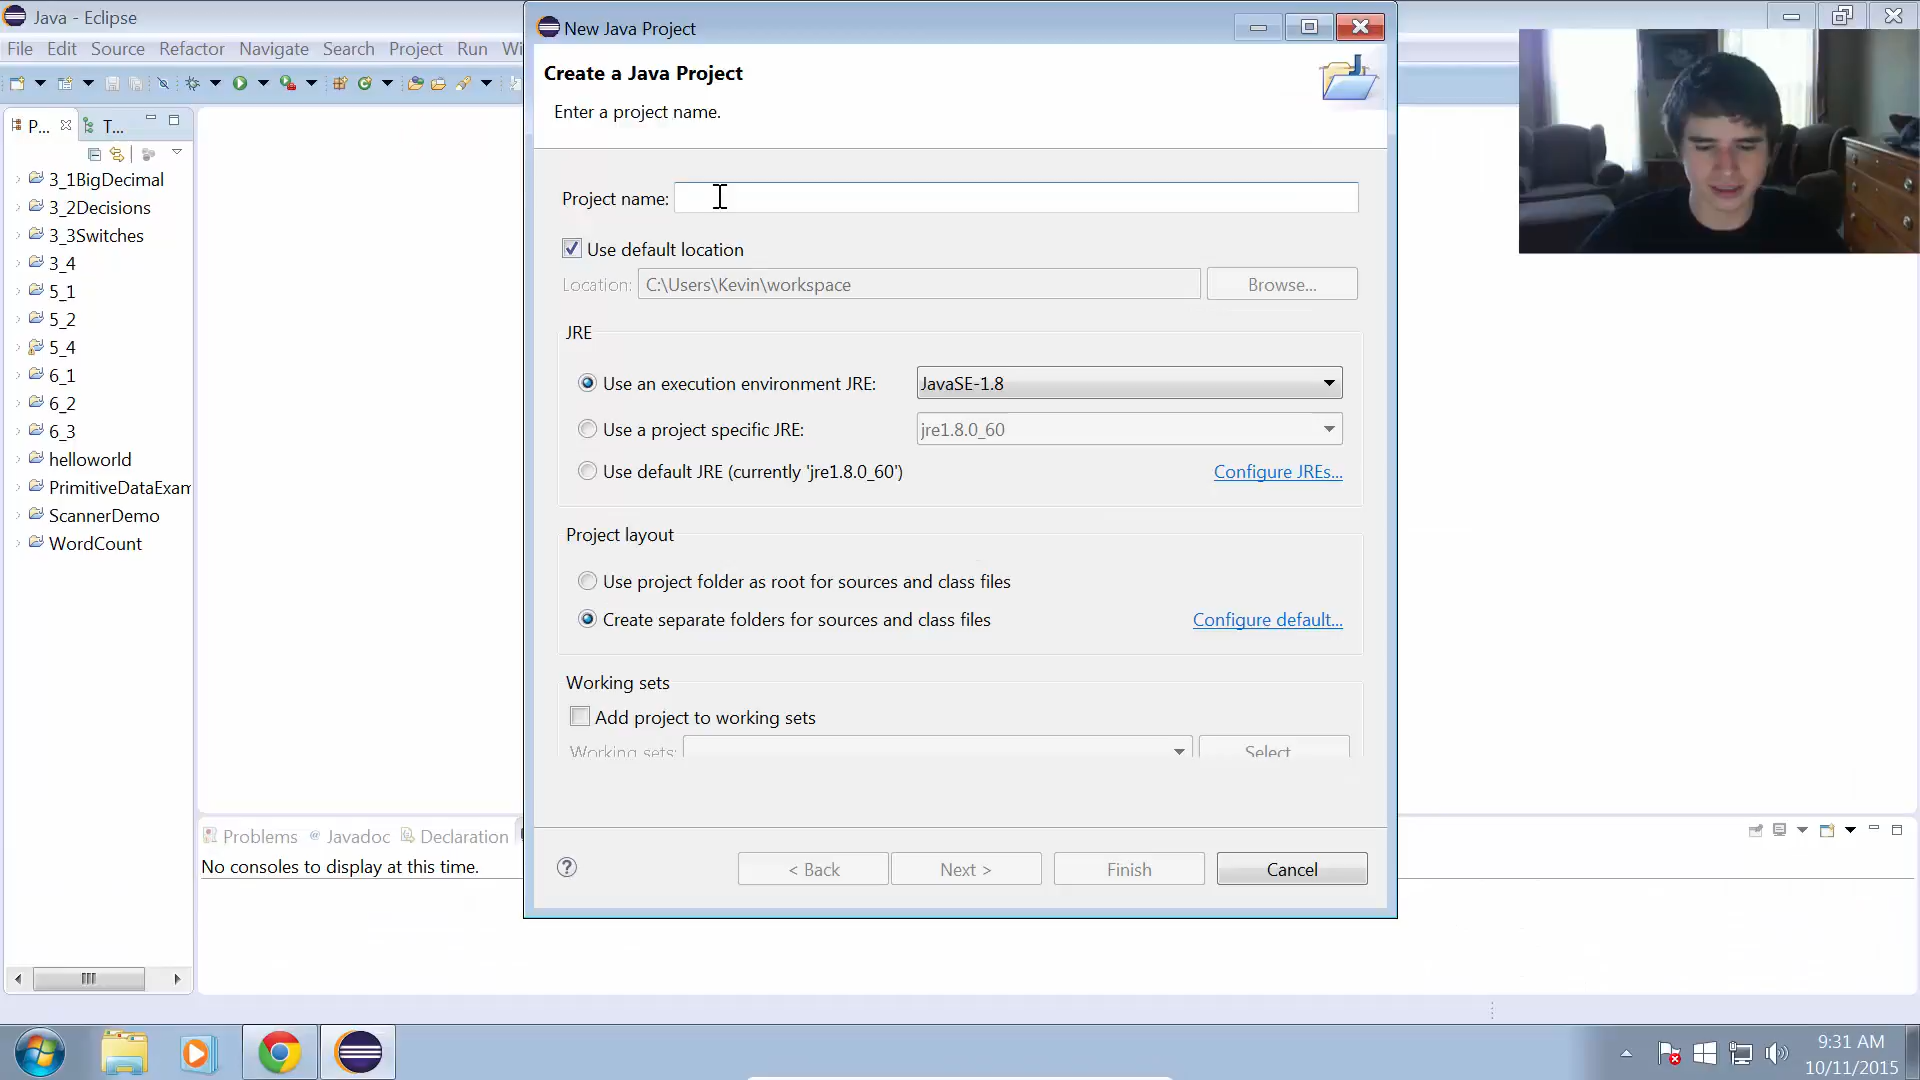 Java - Eclipse
New Java Project
File Edit Source Refactor Navigate Search Project Run Wi
Create a Java Project
Enter a project name.
P... T...
3_1BigDecimal
3_2Decisions
3_3Switches
3_4
5_1
5_2
5_4
6_1
6_2
6_3
helloworld
PrimitiveDataExam
ScannerDemo
WordCount
Project name:
Use default location
Location: C:\Users\Kevin\workspace Browse...
JRE
Use an execution environment JRE: JavaSE-1.8
Use a project specific JRE: jre1.8.0_60
Use default JRE (currently 'jre1.8.0_60') Configure JREs...
Project layout
Use project folder as root for sources and class files
Create separate folders for sources and class files Configure default...
Working sets
Add project to working sets
Working sets: Select
< Back Next > Finish Cancel
Problems @ Javadoc Declaration
No consoles to display at this time.
9:31 AM
10/11/2015